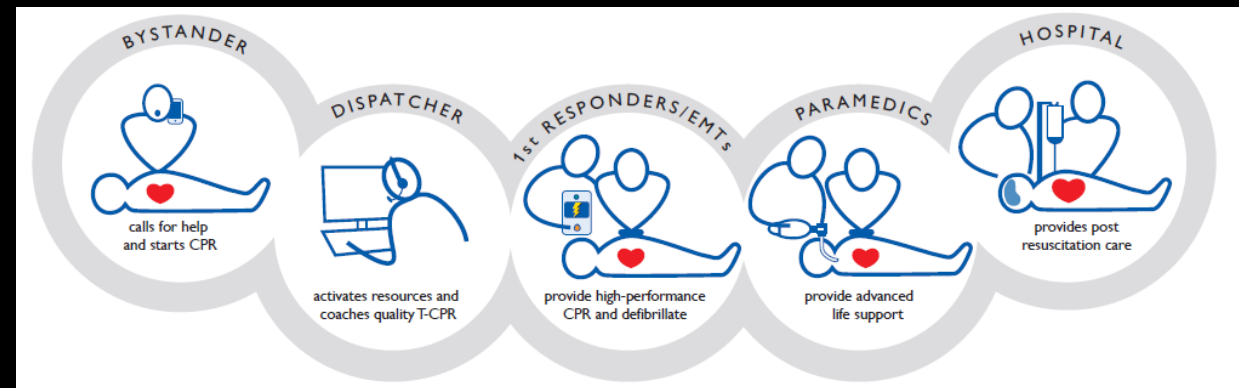 BYSTANDER
calls for help
and starts CPR
DISPATCHER
activates resources and
coaches quality T-CPR
1st RESPONDERS/EMTs
provide high-performance
CPR and defibrillate
PARAMEDICS
provide advanced
life support
HOSPITAL
provides post
resuscitation care